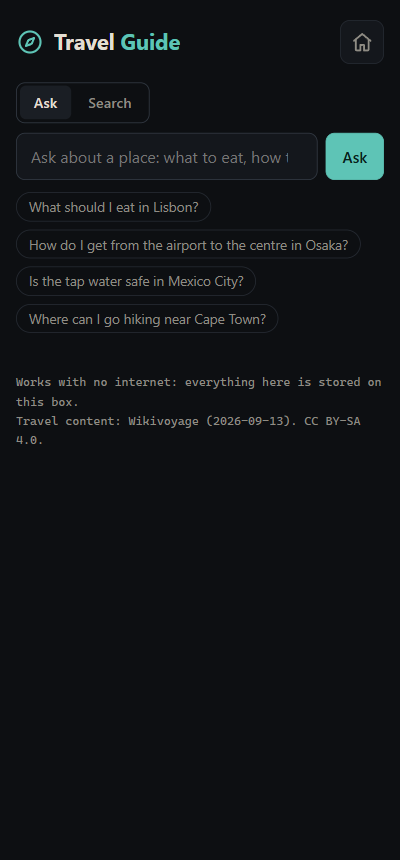 Travel Guide
Ask Search
Ask about a place: what to eat, how
Ask
What should I eat in Lisbon?
How do I get from the airport to the centre in Osaka?
Is the tap water safe in Mexico City?
Where can I go hiking near Cape Town?
Works with no internet: everything here is stored on
this box.
Travel content: Wikivoyage (2026-09-13). CC BY-SA
4.0.